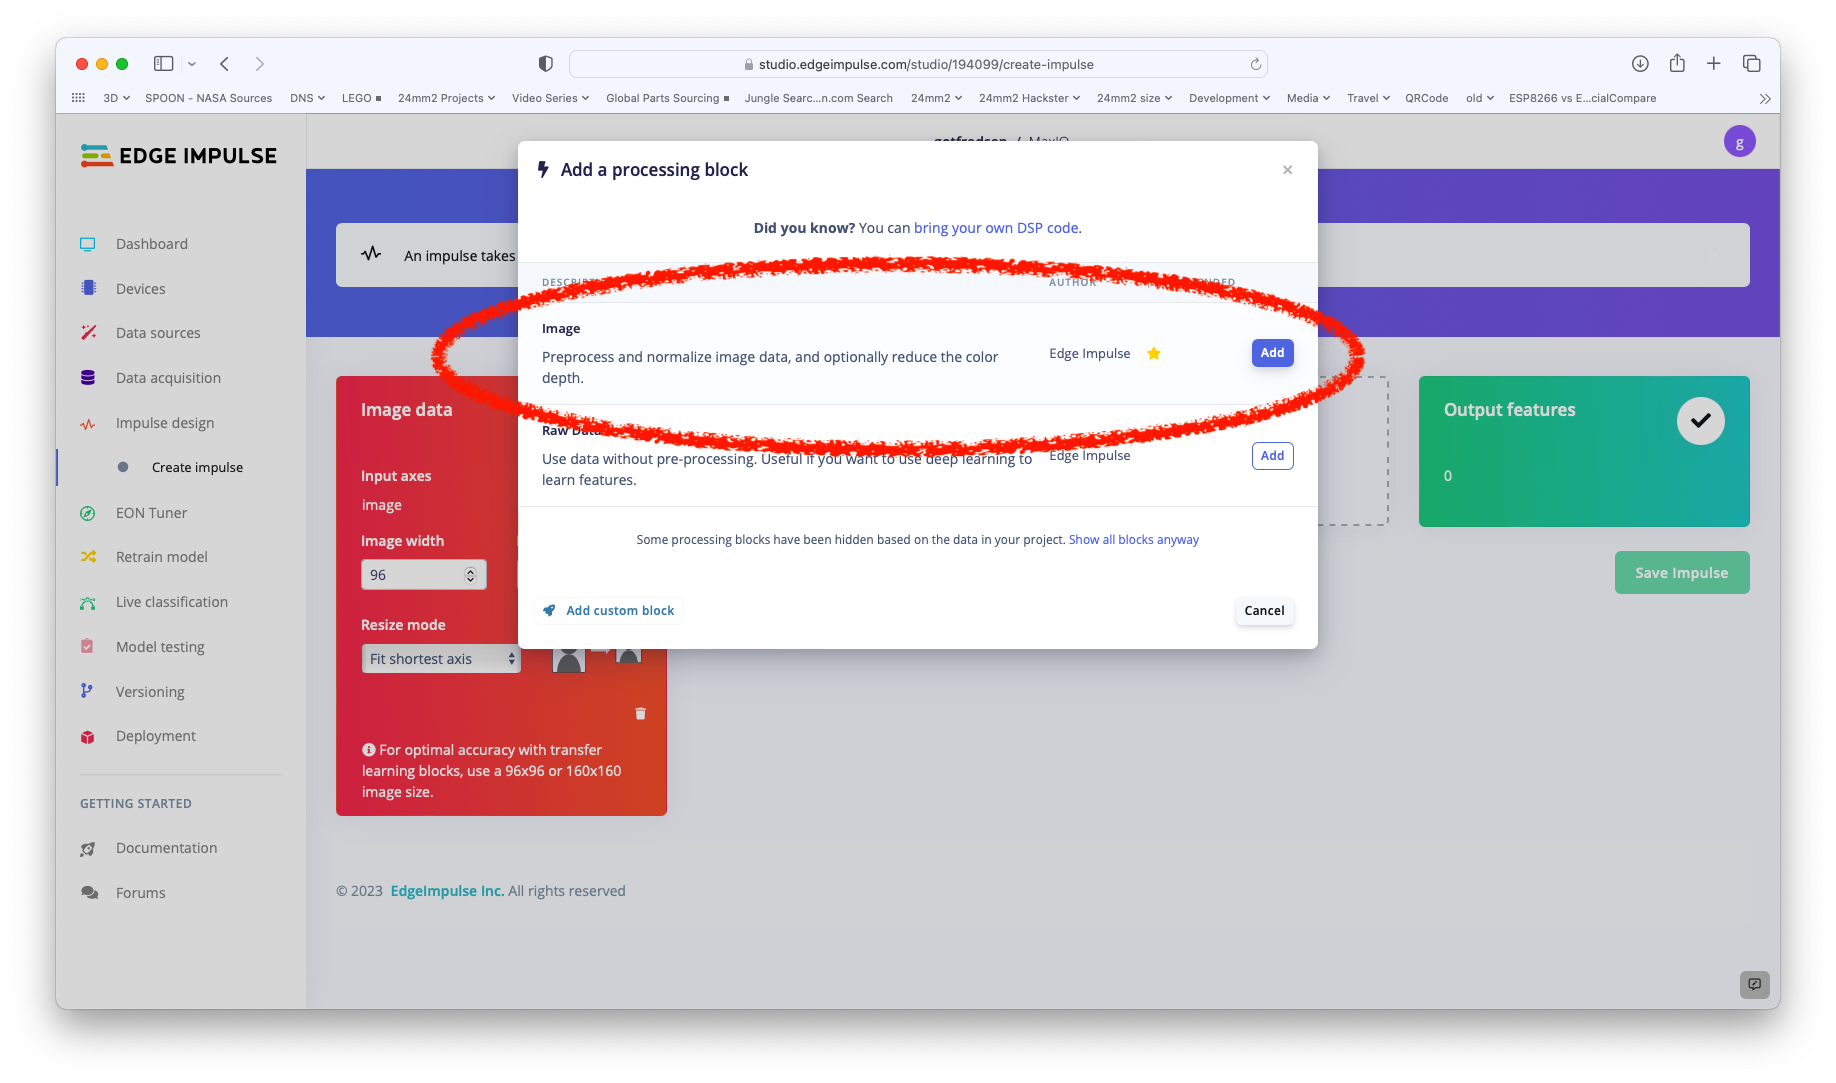 studio.edgeimpulse.com/studio/194099/create-impulse
3D SPOON - NASA Sources DNS LEGO 24mm2 Projects Video Series Global Parts Sourcing Jungle Searc...n.com Search 24mm2 24mm2 Hackster 24mm2 size Development Media Travel QRCode old ESP8266 vs E...cialCompare
EDGE IMPULSE
Dashboard
Devices
Data sources
Data acquisition
Impulse design
Create impulse
EON Tuner
Retrain model
Live classification
Model testing
Versioning
Deployment
GETTING STARTED
Documentation
Forums
gotfredsen / MaxIQ
g
An impulse takes
Add a processing block
×
Did you know? You can bring your own DSP code.
AUTHOR
Image
Preprocess and normalize image data, and optionally reduce the color
depth.
Edge Impulse
Add
Raw Data
Use data without pre-processing. Useful if you want to use deep learning to
learn features.
Edge Impulse
Add
Some processing blocks have been hidden based on the data in your project. Show all blocks anyway
Add custom block
Cancel
Image data
Input axes
image
Image width
96
Resize mode
Fit shortest axis
For optimal accuracy with transfer
learning blocks, use a 96x96 or 160x160
image size.
Output features
0
Save Impulse
© 2023 EdgeImpulse Inc. All rights reserved